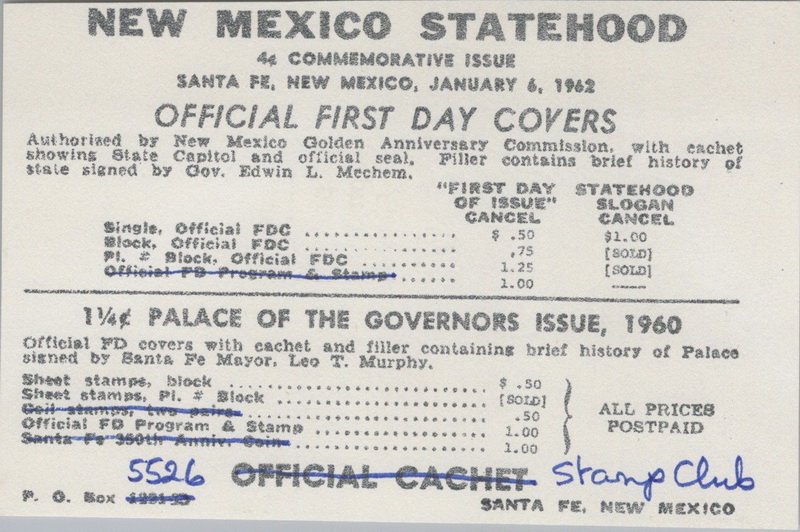 NEW MEXICO STATEHOOD
4¢ COMMEMORATIVE ISSUE
SANTA FE, NEW MEXICO, JANUARY 6, 1962
OFFICIAL FIRST DAY COVERS
Authorized by New Mexico Golden Anniversary Commission, with cachet
showing State Capitol and official seal. Filler contains brief history of
state signed by Gov. Edwin L. Mechem.
"FIRST DAY OF ISSUE" CANCEL STATEHOOD SLOGAN CANCEL
Single, Official FDC .................... $ .50 $1.00
Block, Official FDC .................... .75 [SOLD]
Pl. # Block, Official FDC .................... 1.25 [SOLD]
Official FD Program & Stamp .......... 1.00 ------
1¼¢ PALACE OF THE GOVERNORS ISSUE, 1960
Official FD covers with cachet and filler containing brief history of Palace
signed by Santa Fe Mayor, Leo T. Murphy.
Sheet stamps, block .................... $ .50
Sheet stamps, Pl. # Block .................... [SOLD]
Coil stamps, two pairs .................... .50
Official FD Program & Stamp .................... 1.00
Santa Fe 350th Anniv. Coin .................... 1.00
ALL PRICES
POSTPAID
5526 OFFICIAL CACHET Stamp Club
P. O. Box
SANTA FE, NEW MEXICO